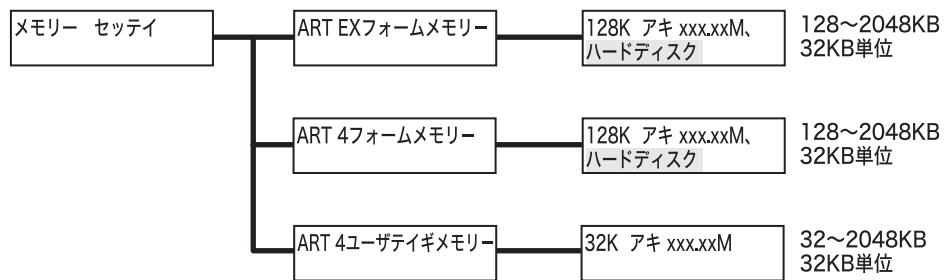 メモリー セッテイ
ART EXフォームメモリー
128K アキ xxx.xxM、
ハードディスク
128～2048KB
32KB単位
ART 4フォームメモリー
128K アキ xxx.xxM、
ハードディスク
128～2048KB
32KB単位
ART 4ユーザテイギメモリー
32K アキ xxx.xxM
32～2048KB
32KB単位